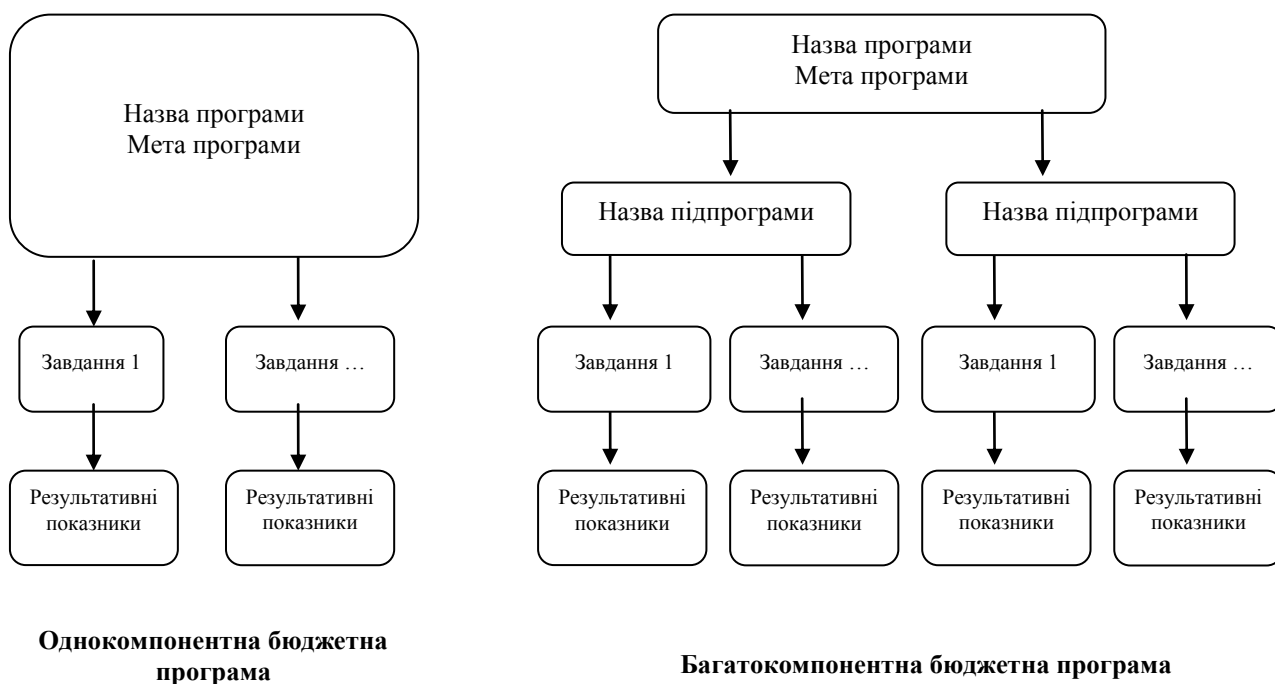 Назва програми
Мета програми
Завдання 1
Завдання …
Результативні
показники
Результативні
показники
Однокомпонентна бюджетна
програма
Назва програми
Мета програми
Назва підпрограми
Назва підпрограми
Завдання 1
Завдання …
Завдання 1
Завдання …
Результативні
показники
Результативні
показники
Результативні
показники
Результативні
показники
Багатокомпонентна бюджетна програма